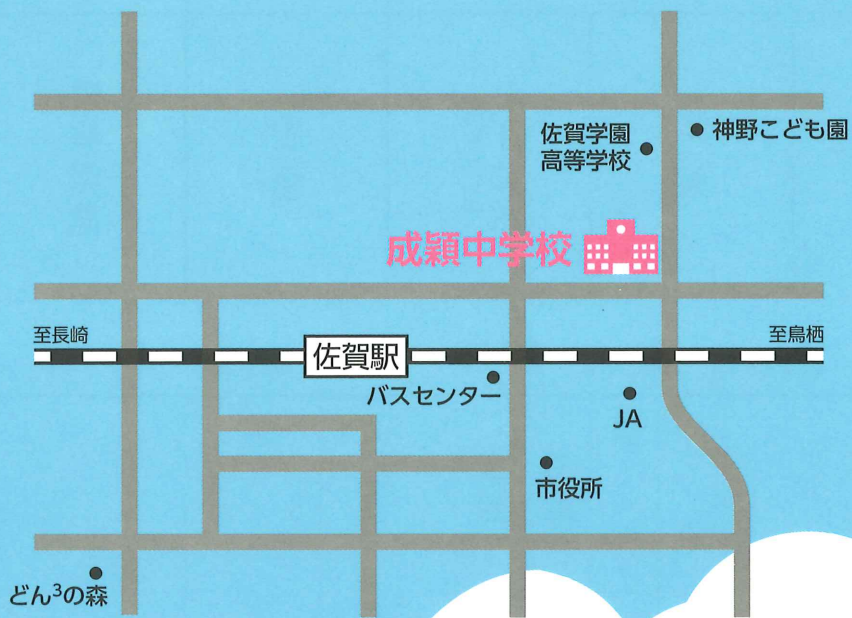 佐賀学園
高等学校
神野こども園
成穎中学校
至長崎
至鳥栖
佐賀駅
バスセンター
JA
市役所
どん³の森